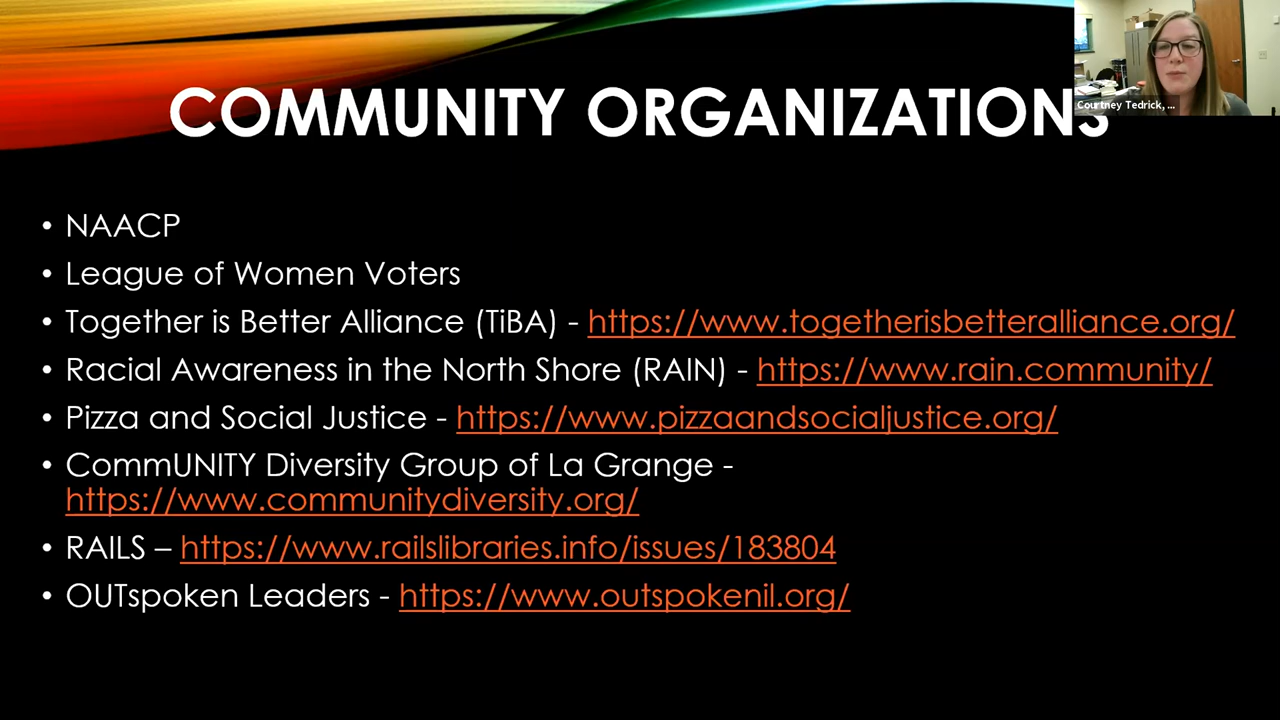 COMMUNITY ORGANIZATIONS
Courtney Tedrick, ...
• NAACP
• League of Women Voters
• Together is Better Alliance (TiBA) - https://www.togetherisbetteralliance.org/
• Racial Awareness in the North Shore (RAIN) - https://www.rain.community/
• Pizza and Social Justice - https://www.pizzaandsocialjustice.org/
• CommUNITY Diversity Group of La Grange -
https://www.communitydiversity.org/
• RAILS – https://www.railslibraries.info/issues/183804
• OUTspoken Leaders - https://www.outspokenil.org/